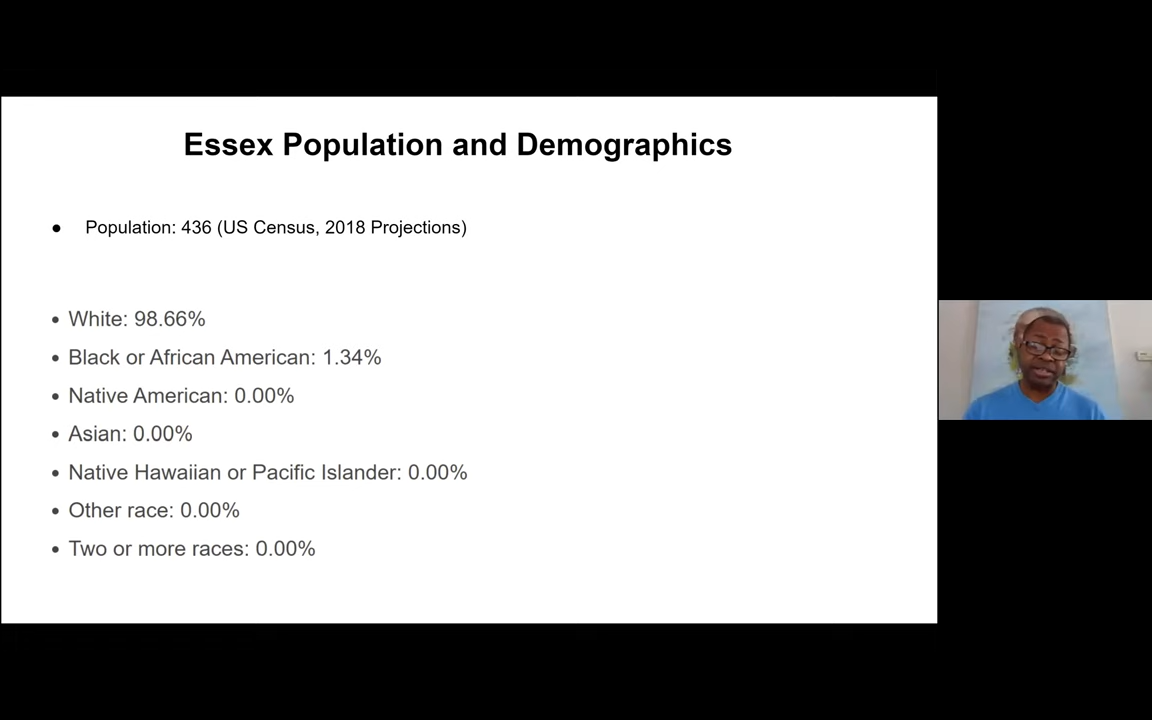 Essex Population and Demographics
● Population: 436 (US Census, 2018 Projections)
• White: 98.66%
• Black or African American: 1.34%
• Native American: 0.00%
• Asian: 0.00%
• Native Hawaiian or Pacific Islander: 0.00%
• Other race: 0.00%
• Two or more races: 0.00%